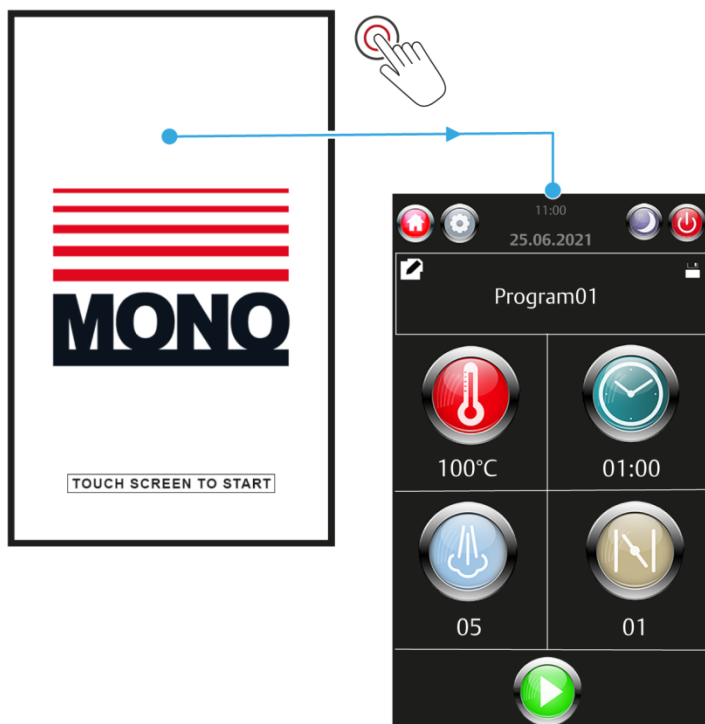 MONO
TOUCH SCREEN TO START
11:00
25.06.2021
Program01
100°C
01:00
05
01